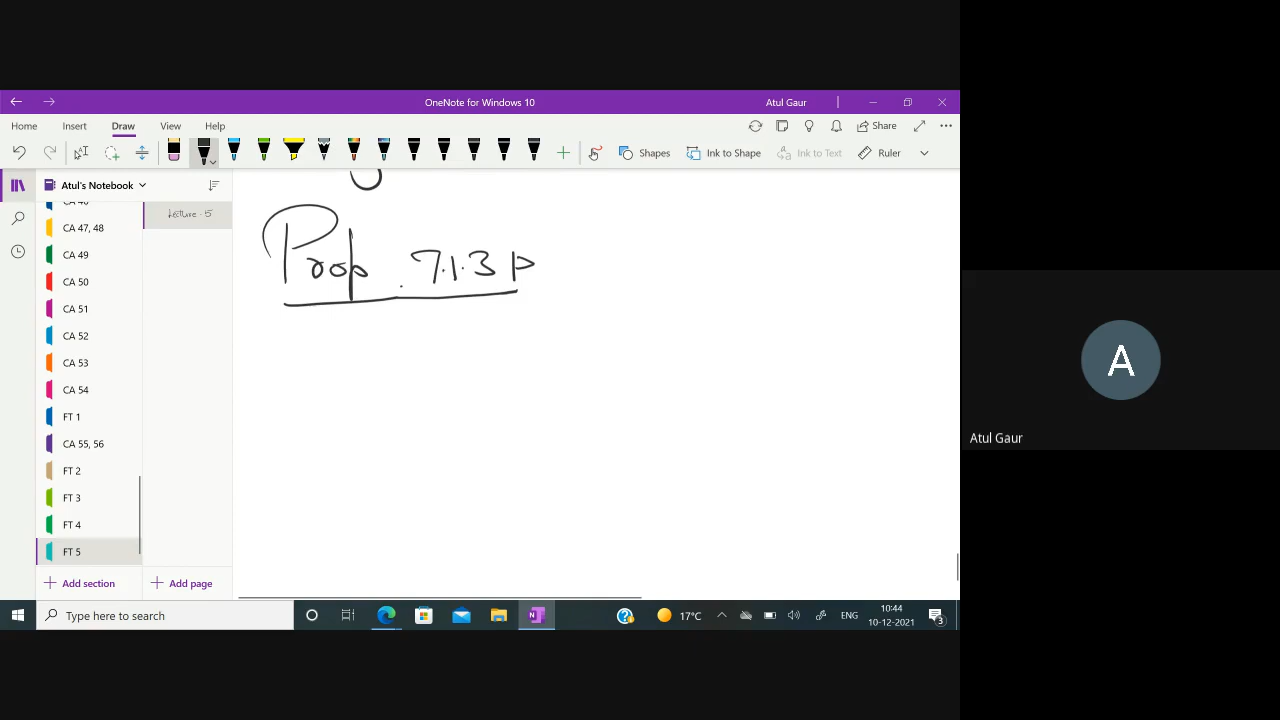 OneNote for Windows 10
Atul Gaur
Home Insert Draw View Help
Share
Shapes Ink to Shape Ink to Text Ruler
Atul's Notebook
Lecture - 5
CA 47, 48
CA 49
CA 50
CA 51
CA 52
CA 53
CA 54
FT 1
CA 55, 56
FT 2
FT 3
FT 4
FT 5
Add section
Add page
Prop. 7.1.3 p
A
Atul Gaur
Type here to search
17°C
ENG
10:44
10-12-2021
3